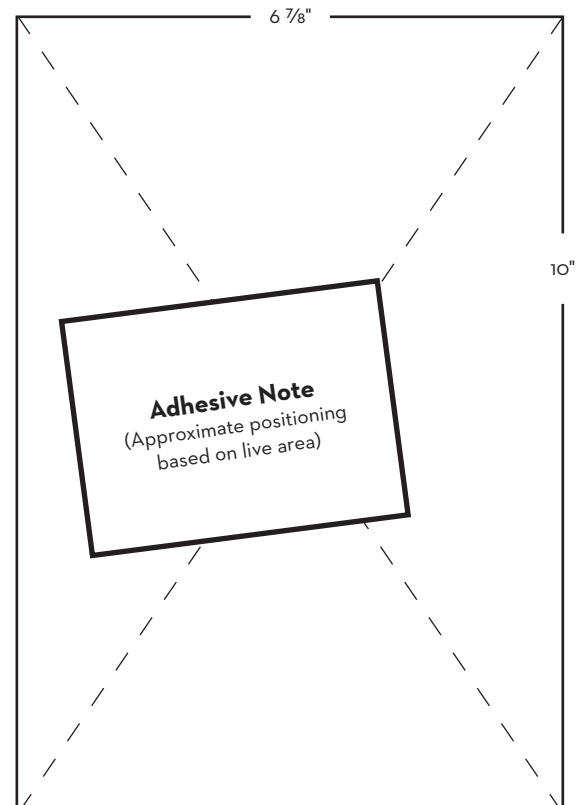 6 ⅞"
10"
Adhesive Note
(Approximate positioning
based on live area)